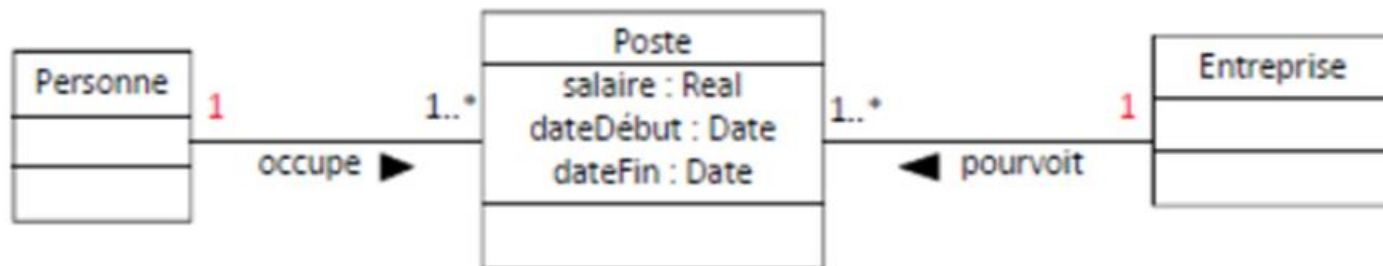 Personne
1
occupe ►
1..*
Poste
salaire : Real
dateDébut : Date
dateFin : Date
1..*
◄ pourvoit
1
Entreprise